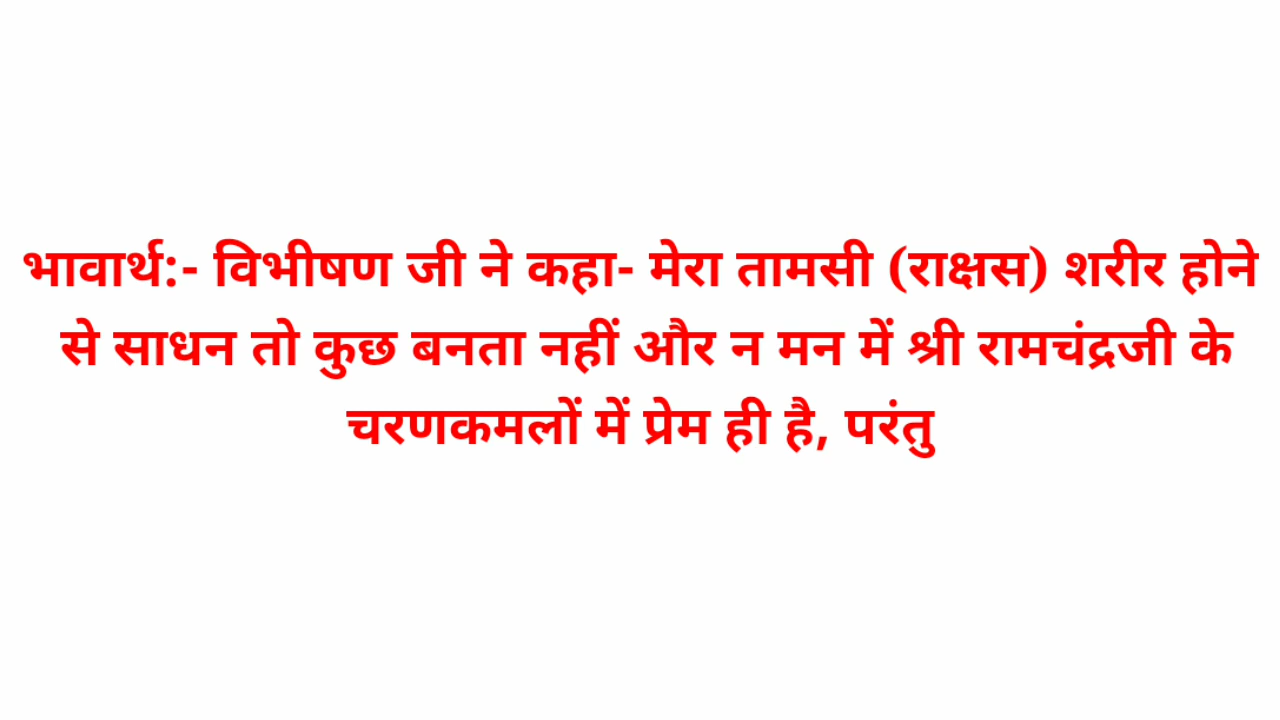 भावार्थ:- विभीषण जी ने कहा- मेरा तामसी (राक्षस) शरीर होने
से साधन तो कुछ बनता नहीं और न मन में श्री रामचंद्रजी के
चरणकमलों में प्रेम ही है, परंतु